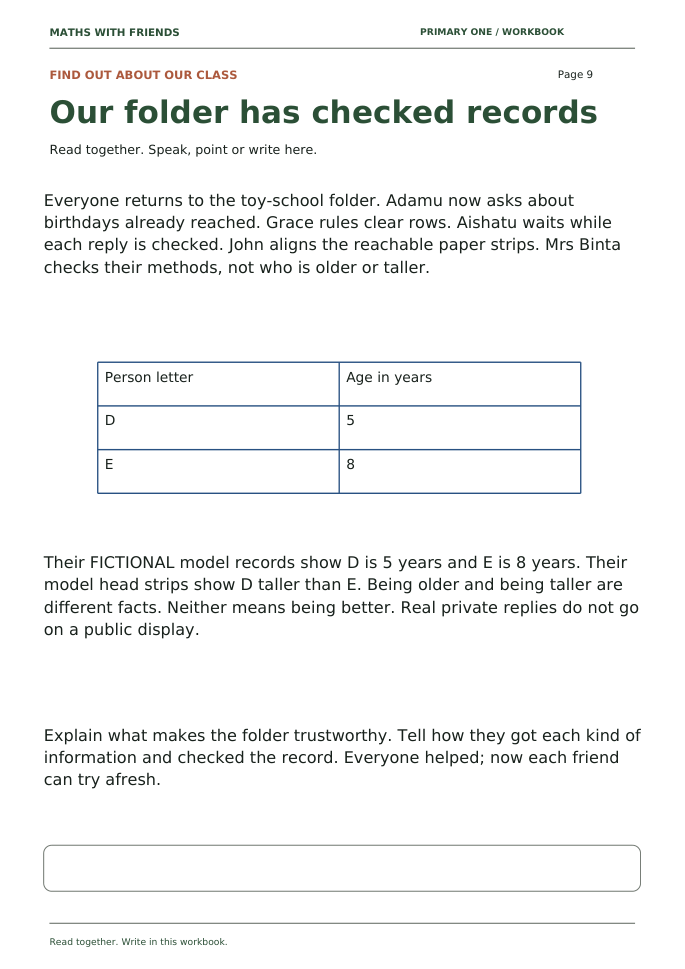 MATHS WITH FRIENDS
PRIMARY ONE / WORKBOOK
FIND OUT ABOUT OUR CLASS
Page 9
Our folder has checked records
Read together. Speak, point or write here.
Everyone returns to the toy-school folder. Adamu now asks about
birthdays already reached. Grace rules clear rows. Aishatu waits while
each reply is checked. John aligns the reachable paper strips. Mrs Binta
checks their methods, not who is older or taller.
Person letter
Age in years
D
5
E
8
Their FICTIONAL model records show D is 5 years and E is 8 years. Their
model head strips show D taller than E. Being older and being taller are
different facts. Neither means being better. Real private replies do not go
on a public display.
Explain what makes the folder trustworthy. Tell how they got each kind of
information and checked the record. Everyone helped; now each friend
can try afresh.
Read together. Write in this workbook.